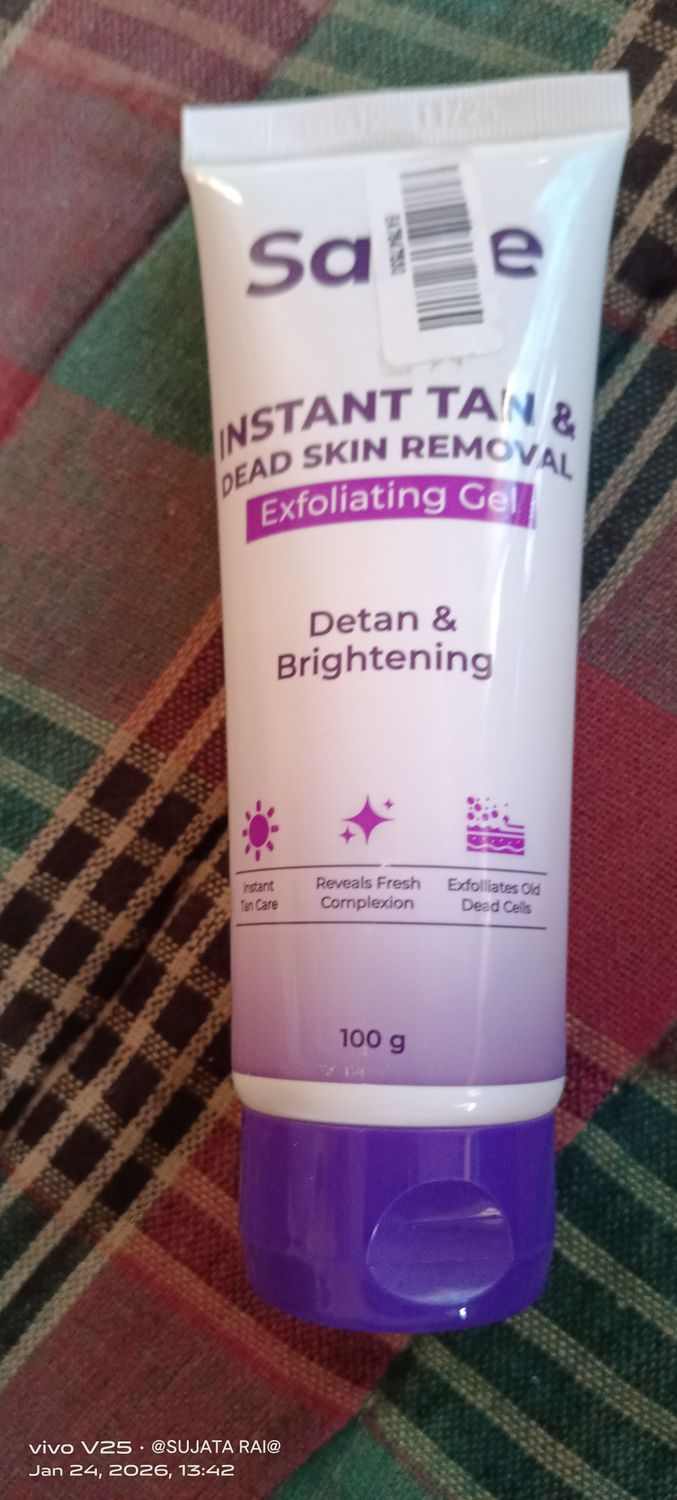 INSTANT TAN &
DEAD SKIN REMOVAL
Exfoliating Gel
Detan &
Brightening
Instant
Tan Care
Reveals Fresh
Complexion
Exfolliates Old
Dead Cells
100 g
vivo V25 · @SUJATA RAI@
Jan 24, 2026, 13:42